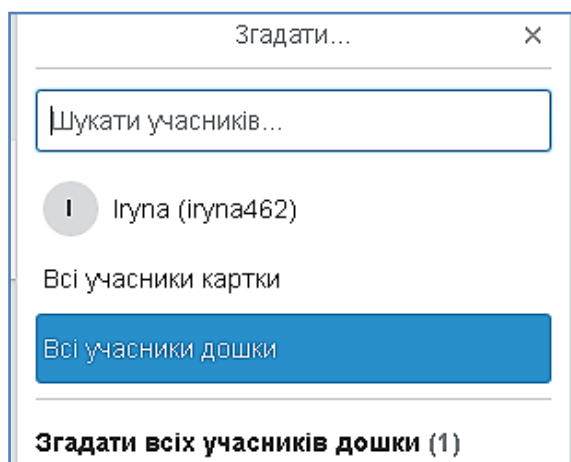 Згадати...
Шукати учасників...
I Iryna (iryna462)
Всі учасники картки
Всі учасники дошки
Згадати всіх учасників дошки (1)